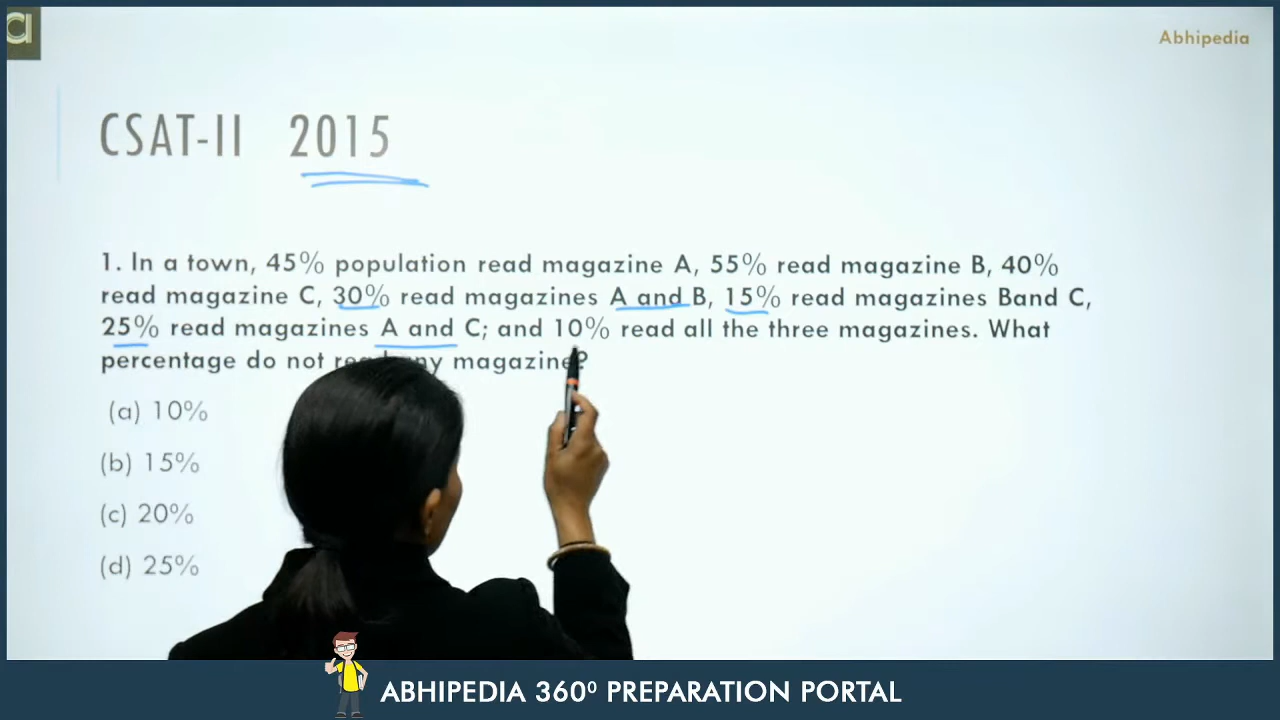 a
Abhipedia
CSAT-II 2015
1. In a town, 45% population read magazine A, 55% read magazine B, 40%
read magazine C, 30% read magazines A and B, 15% read magazines Band C,
25% read magazines A and C; and 10% read all the three magazines. What
percentage do not any magazine?
(a) 10%
(b) 15%
(c) 20%
(d) 25%
ABHIPEDIA 360⁰ PREPARATION PORTAL